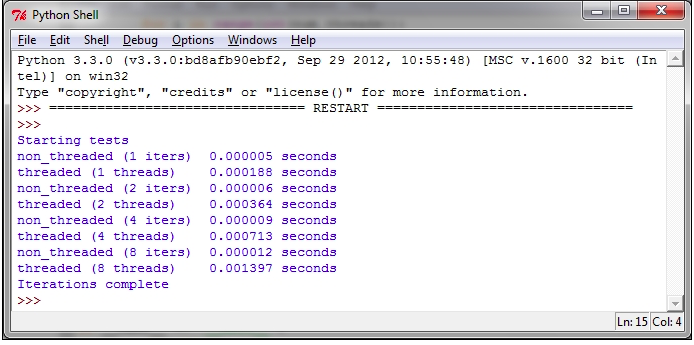 Python Shell
File Edit Shell Debug Options Windows Help
Python 3.3.0 (v3.3.0:bd8afb90ebf2, Sep 29 2012, 10:55:48) [MSC v.1600 32 bit (In
tel)] on win32
Type "copyright", "credits" or "license()" for more information.
>>> ================================ RESTART ================================
>>>
Starting tests
non_threaded (1 iters)  0.000005 seconds
threaded (1 threads)    0.000188 seconds
non_threaded (2 iters)  0.000006 seconds
threaded (2 threads)    0.000364 seconds
non_threaded (4 iters)  0.000009 seconds
threaded (4 threads)    0.000713 seconds
non_threaded (8 iters)  0.000012 seconds
threaded (8 threads)    0.001397 seconds
Iterations complete
>>>
Ln: 15 Col: 4